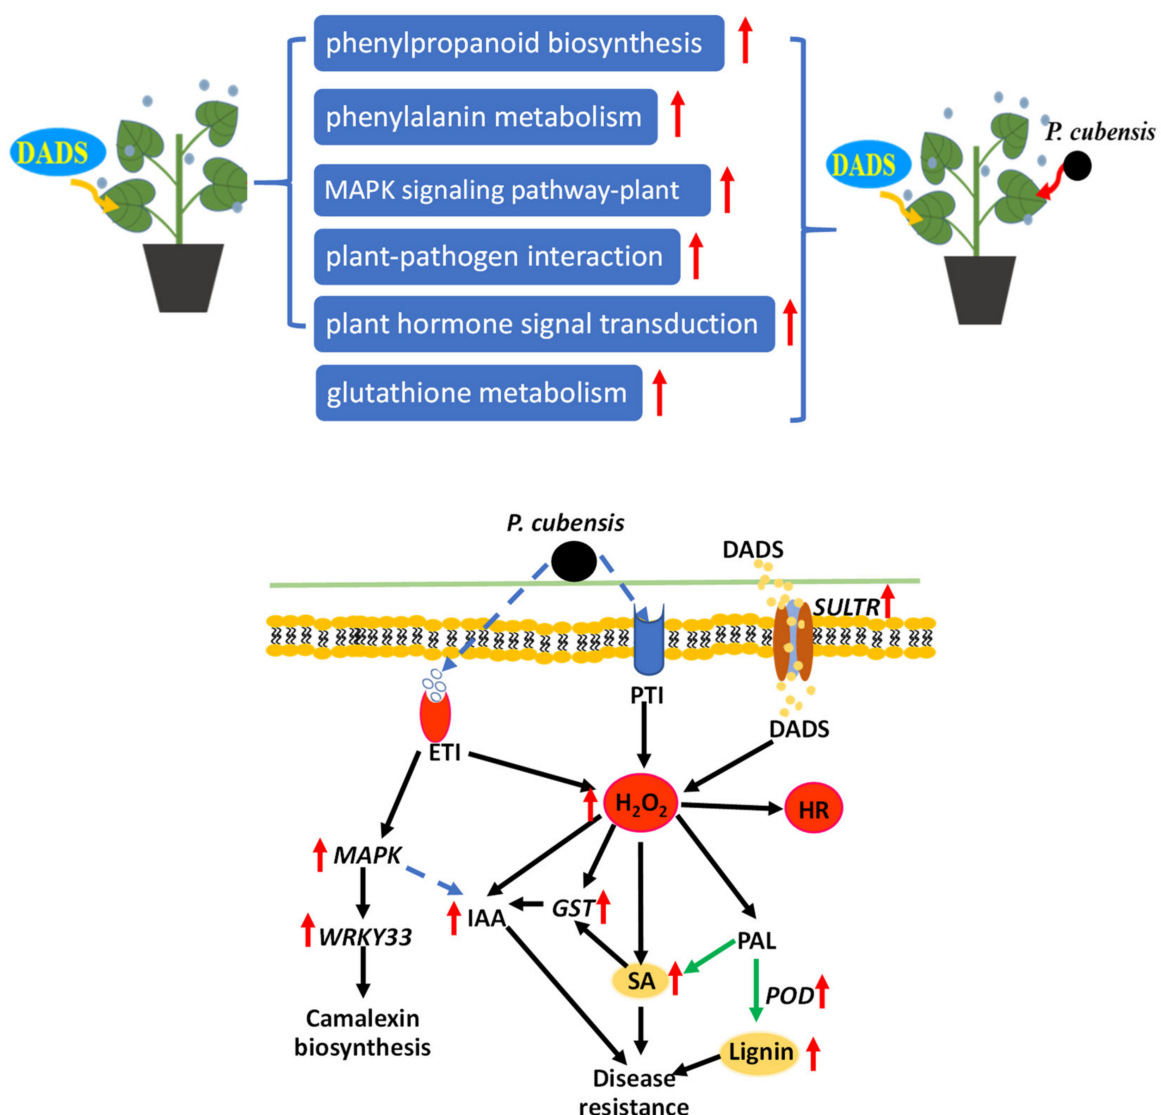 phenylpropanoid biosynthesis
phenylalanin metabolism
MAPK signaling pathway-plant
plant-pathogen interaction
plant hormone signal transduction
glutathione metabolism
DADS
DADS
P. cubensis
P. cubensis
DADS
SULTR
PTI
DADS
ETI
H₂O₂
HR
MAPK
IAA
GST
WRKY33
PAL
SA
POD
Camalexin
biosynthesis
Lignin
Disease
resistance